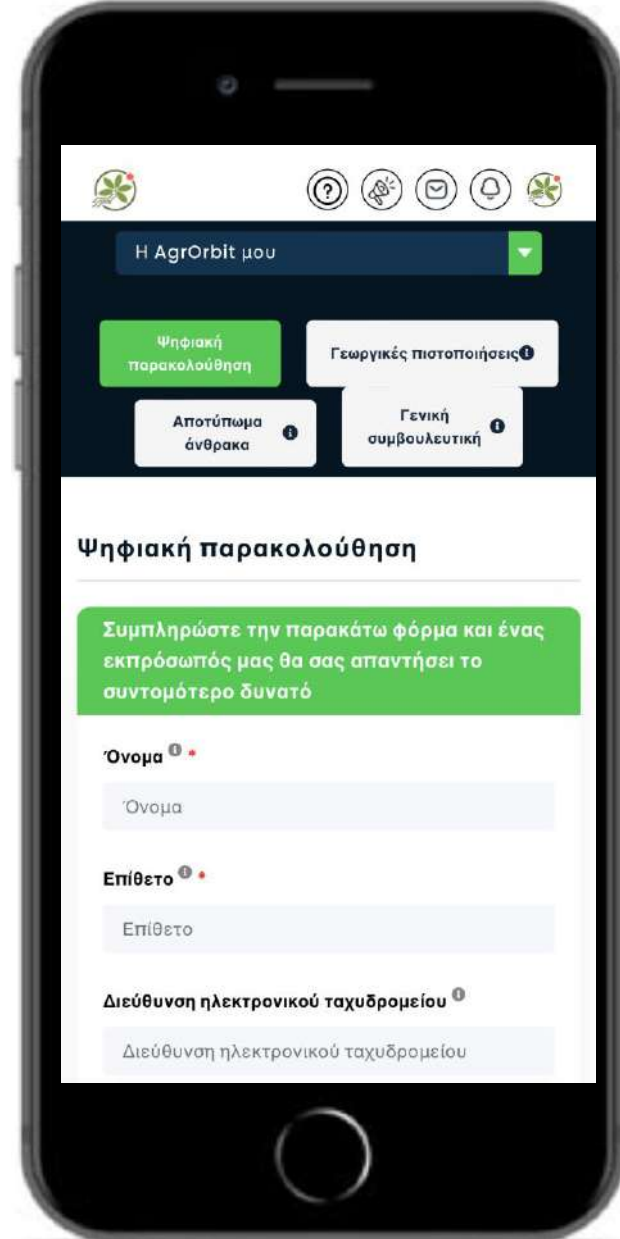 Η AgrOrbit μου
Ψηφιακή
παρακολούθηση
Γεωργικές πιστοποιήσεις
Αποτύπωμα
άνθρακα
Γενική
συμβουλευτική
Ψηφιακή παρακολούθηση
Συμπληρώστε την παρακάτω φόρμα και ένας
εκπρόσωπός μας θα σας απαντήσει το
συντομότερο δυνατό
Όνομα *
Όνομα
Επίθετο *
Επίθετο
Διεύθυνση ηλεκτρονικού ταχυδρομείου
Διεύθυνση ηλεκτρονικού ταχυδρομείου